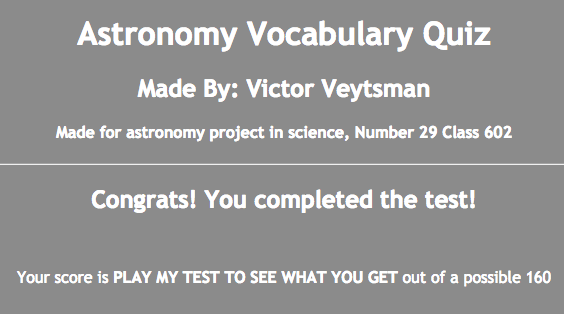 Astronomy Vocabulary Quiz
Made By: Victor Veytsman
Made for astronomy project in science, Number 29 Class 602
Congrats! You completed the test!
Your score is PLAY MY TEST TO SEE WHAT YOU GET out of a possible 160